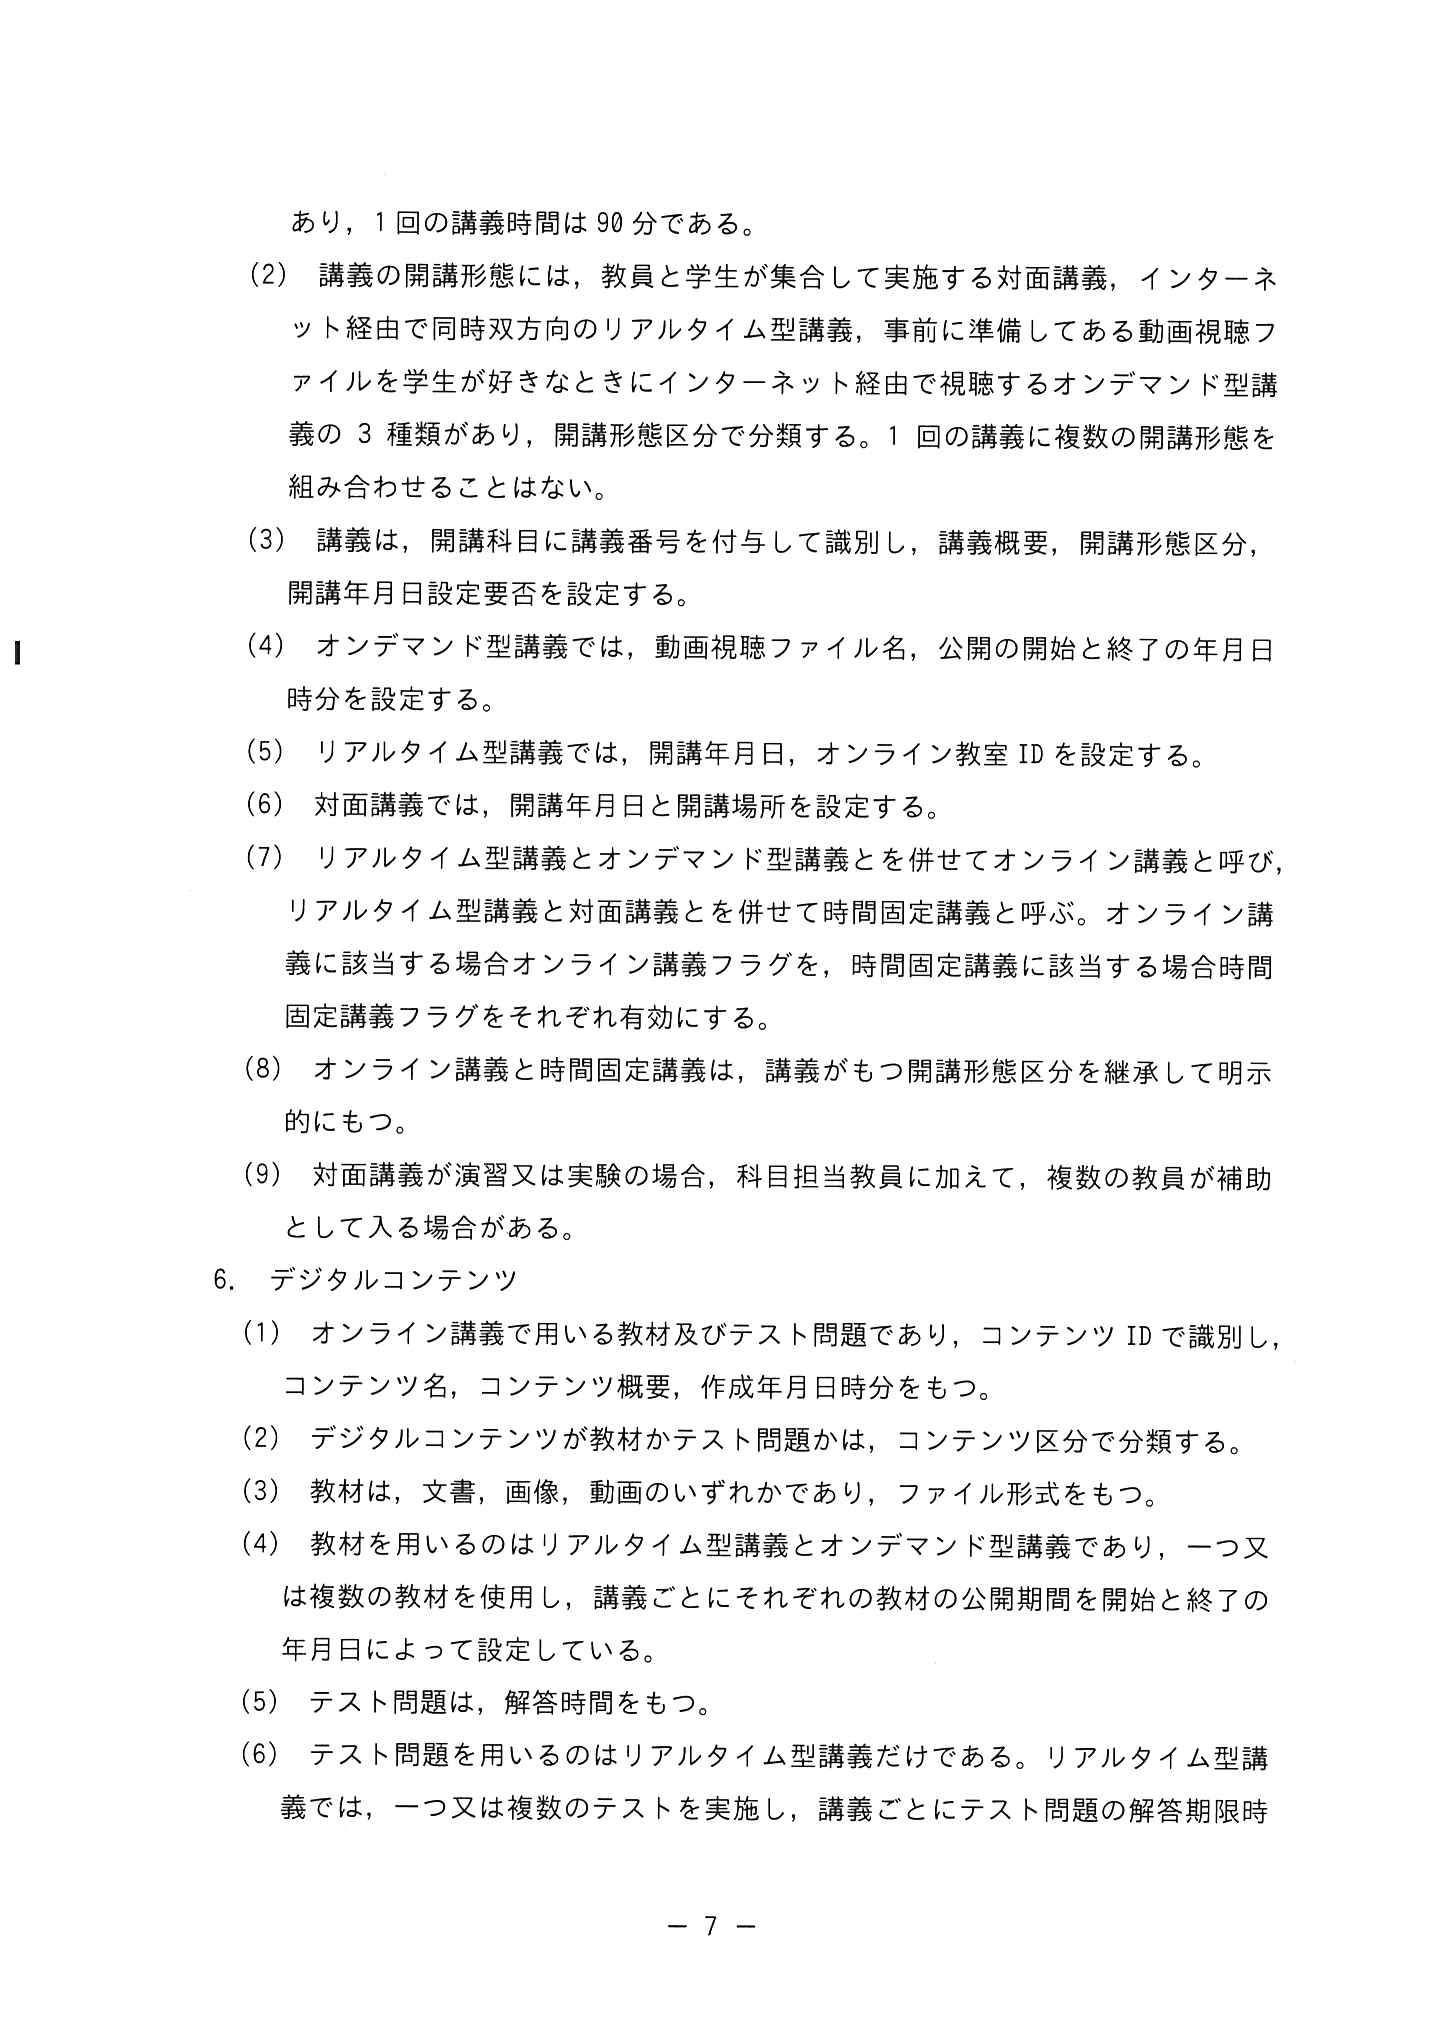 あり，1回の講義時間は90分である。
(2) 講義の開講形態には，教員と学生が集合して実施する対面講義，インターネ
ット経由で同時双方向のリアルタイム型講義，事前に準備してある動画視聴フ
ァイルを学生が好きなときにインターネット経由で視聴するオンデマンド型講
義の 3 種類があり，開講形態区分で分類する。1 回の講義に複数の開講形態を
組み合わせることはない。
(3) 講義は，開講科目に講義番号を付与して識別し，講義概要，開講形態区分，
開講年月日設定要否を設定する。
(4) オンデマンド型講義では，動画視聴ファイル名，公開の開始と終了の年月日
時分を設定する。
(5) リアルタイム型講義では，開講年月日，オンライン教室 ID を設定する。
(6) 対面講義では，開講年月日と開講場所を設定する。
(7) リアルタイム型講義とオンデマンド型講義とを併せてオンライン講義と呼び，
リアルタイム型講義と対面講義とを併せて時間固定講義と呼ぶ。オンライン講
義に該当する場合オンライン講義フラグを，時間固定講義に該当する場合時間
固定講義フラグをそれぞれ有効にする。
(8) オンライン講義と時間固定講義は，講義がもつ開講形態区分を継承して明示
的にもつ。
(9) 対面講義が演習又は実験の場合，科目担当教員に加えて，複数の教員が補助
として入る場合がある。
6. デジタルコンテンツ
(1) オンライン講義で用いる教材及びテスト問題であり，コンテンツ ID で識別し，
コンテンツ名，コンテンツ概要，作成年月日時分をもつ。
(2) デジタルコンテンツが教材かテスト問題かは，コンテンツ区分で分類する。
(3) 教材は，文書，画像，動画のいずれかであり，ファイル形式をもつ。
(4) 教材を用いるのはリアルタイム型講義とオンデマンド型講義であり，一つ又
は複数の教材を使用し，講義ごとにそれぞれの教材の公開期間を開始と終了の
年月日によって設定している。
(5) テスト問題は，解答時間をもつ。
(6) テスト問題を用いるのはリアルタイム型講義だけである。リアルタイム型講
義では，一つ又は複数のテストを実施し，講義ごとにテスト問題の解答期限時
－ 7 －